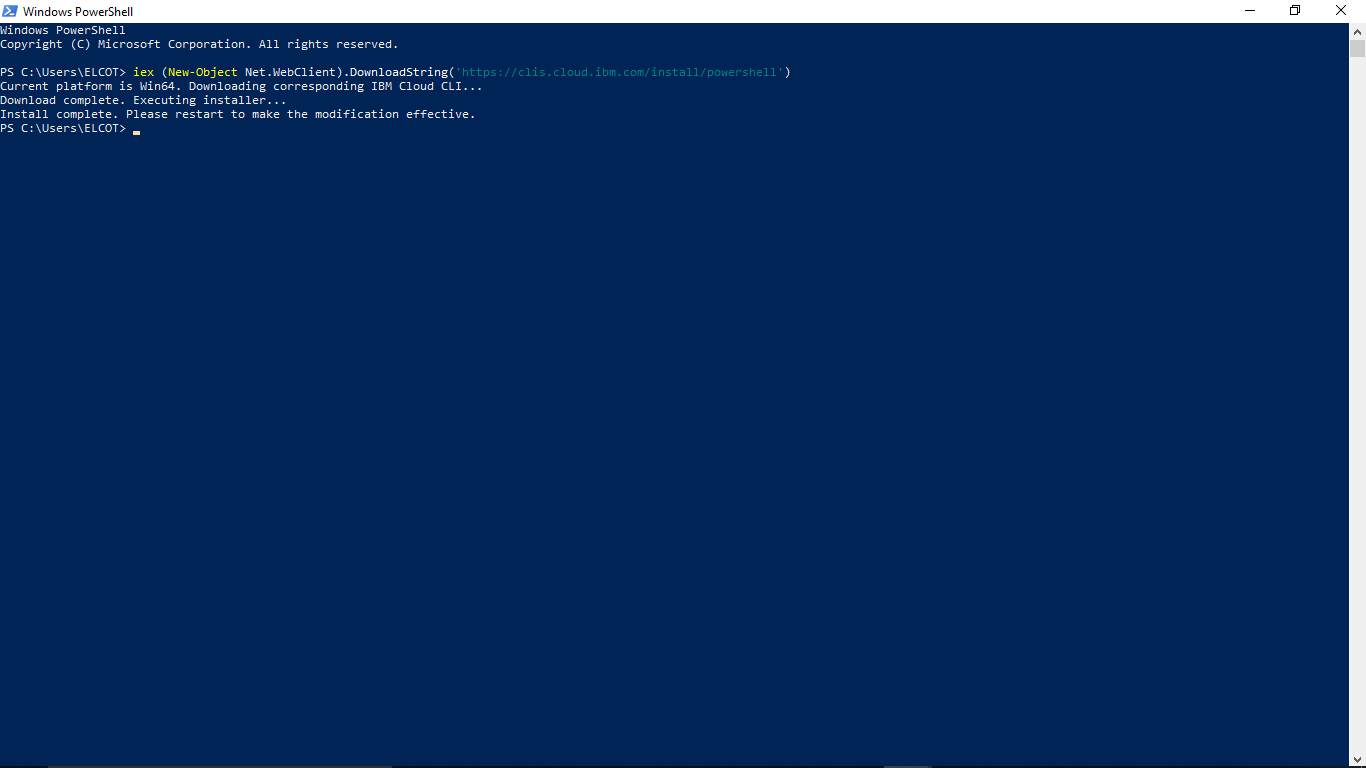 Windows PowerShell
Windows PowerShell
Copyright (C) Microsoft Corporation. All rights reserved.
PS C:\Users\ELCOT> iex (New-Object Net.WebClient).DownloadString('https://clis.cloud.ibm.com/install/powershell')
Current platform is Win64. Downloading corresponding IBM Cloud CLI...
Download complete. Executing installer...
Install complete. Please restart to make the modification effective.
PS C:\Users\ELCOT>